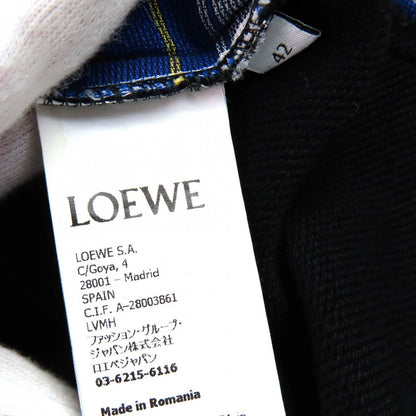 42
LOEWE
LOEWE S.A.
C/Goya, 4
28001 – Madrid
SPAIN
C.I.F. A-28003861
LVMH
ファッション・グループ・
ジャパン株式会社
ロエベジャパン
03-6215-6116
Made in Romania